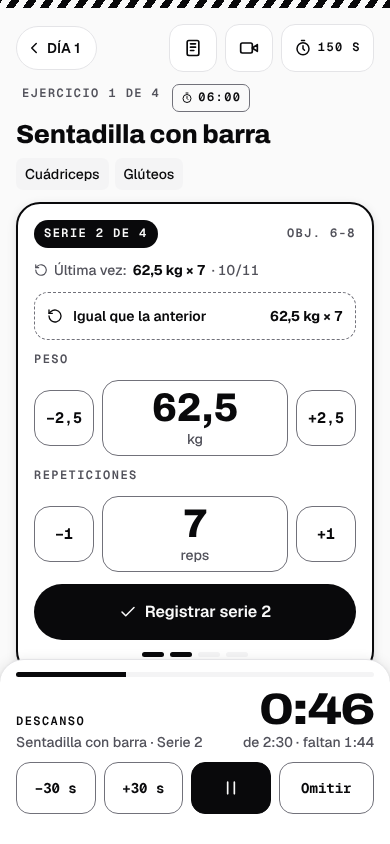 DÍA 1
150 S
EJERCICIO 1 DE 4
06:00
Sentadilla con barra
Cuádriceps
Glúteos
SERIE 2 DE 4
OBJ. 6-8
Última vez: 62,5 kg × 7 · 10/11
Igual que la anterior
62,5 kg × 7
PESO
−2,5
62,5
kg
+2,5
REPETICIONES
−1
7
reps
+1
Registrar serie 2
DESCANSO
0:46
Sentadilla con barra · Serie 2
de 2:30 · faltan 1:44
−30 s
+30 s
Omitir